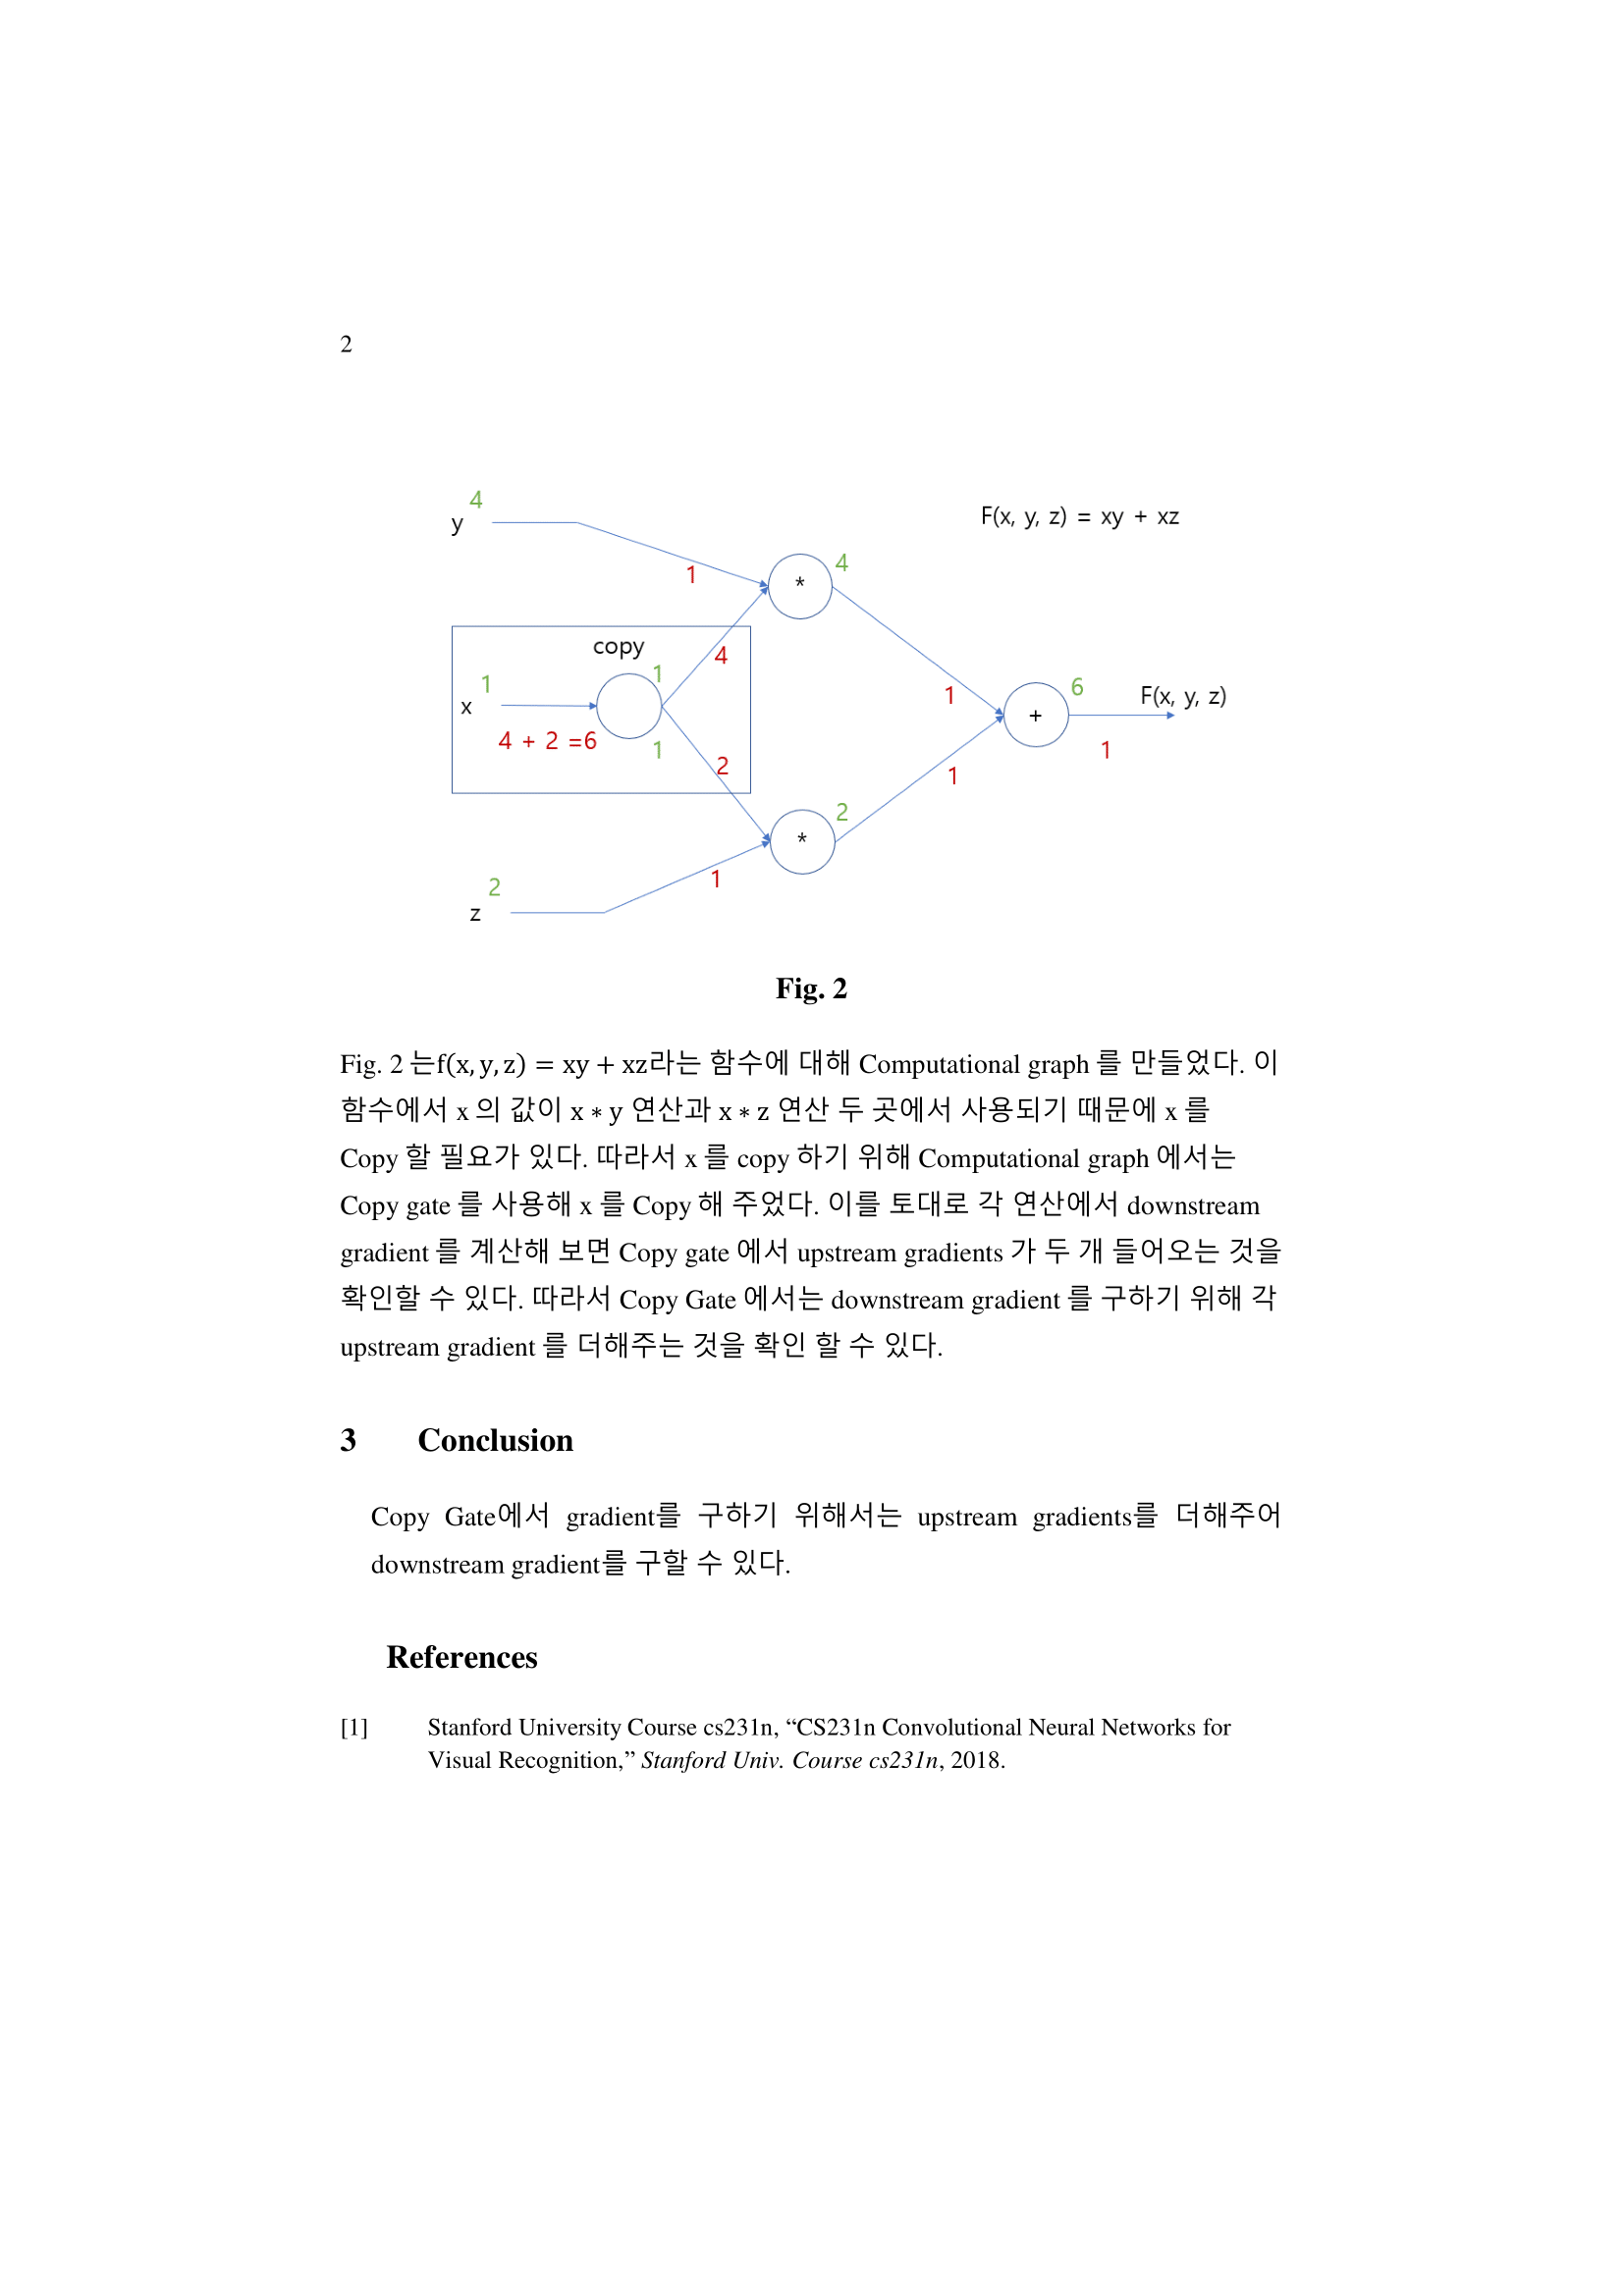 2
4
y
F(x, y, z) = xy + xz
1
*
4
copy
4
1
1
x
1
6
F(x, y, z)
+
4 + 2 =6
1
2
1
1
2
*
1
2
z
Fig. 2
Fig. 2 는f(x, y, z) = xy + xz라는 함수에 대해 Computational graph 를 만들었다. 이
함수에서 x 의 값이 x ∗ y 연산과 x ∗ z 연산 두 곳에서 사용되기 때문에 x 를
Copy 할 필요가 있다. 따라서 x 를 copy 하기 위해 Computational graph 에서는
Copy gate 를 사용해 x 를 Copy 해 주었다. 이를 토대로 각 연산에서 downstream
gradient 를 계산해 보면 Copy gate 에서 upstream gradients 가 두 개 들어오는 것을
확인할 수 있다. 따라서 Copy Gate 에서는 downstream gradient 를 구하기 위해 각
upstream gradient 를 더해주는 것을 확인 할 수 있다.
3 Conclusion
Copy Gate에서 gradient를 구하기 위해서는 upstream gradients를 더해주어
downstream gradient를 구할 수 있다.
References
[1] Stanford University Course cs231n, “CS231n Convolutional Neural Networks for
Visual Recognition,” Stanford Univ. Course cs231n, 2018.